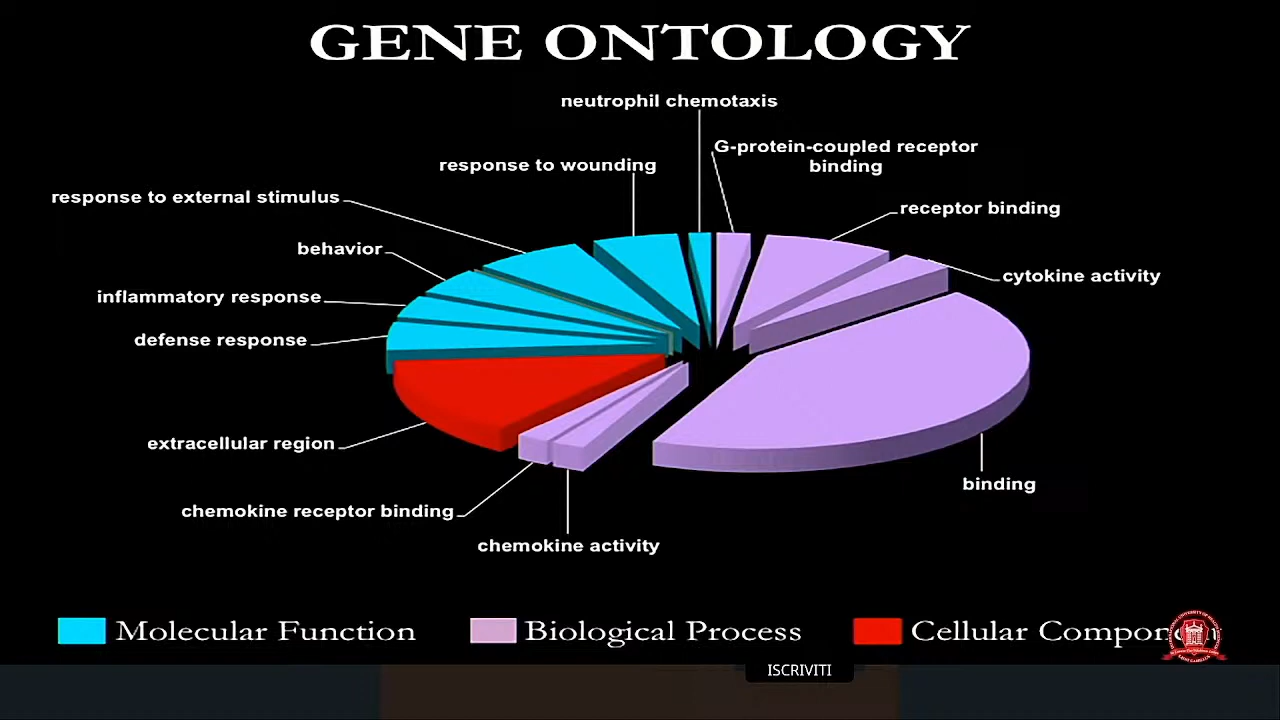 GENE ONTOLOGY
neutrophil chemotaxis
G-protein-coupled receptor
binding
response to wounding
response to external stimulus
receptor binding
behavior
cytokine activity
inflammatory response
defense response
extracellular region
binding
chemokine receptor binding
chemokine activity
Molecular Function
Biological Process
Cellular
ISCRIVITI